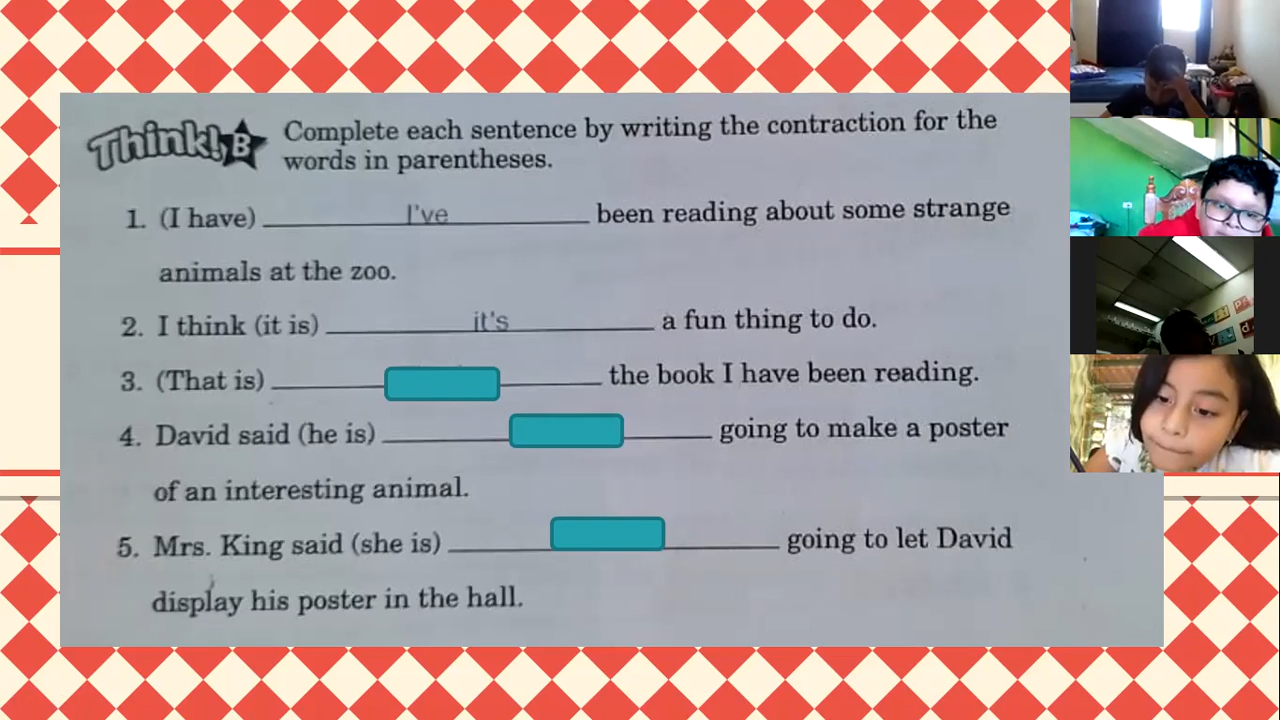 Think! B Complete each sentence by writing the contraction for the
words in parentheses.
1. (I have) I've been reading about some strange
animals at the zoo.
2. I think (it is) it's a fun thing to do.
3. (That is) the book I have been reading.
4. David said (he is) going to make a poster
of an interesting animal.
5. Mrs. King said (she is) going to let David
display his poster in the hall.